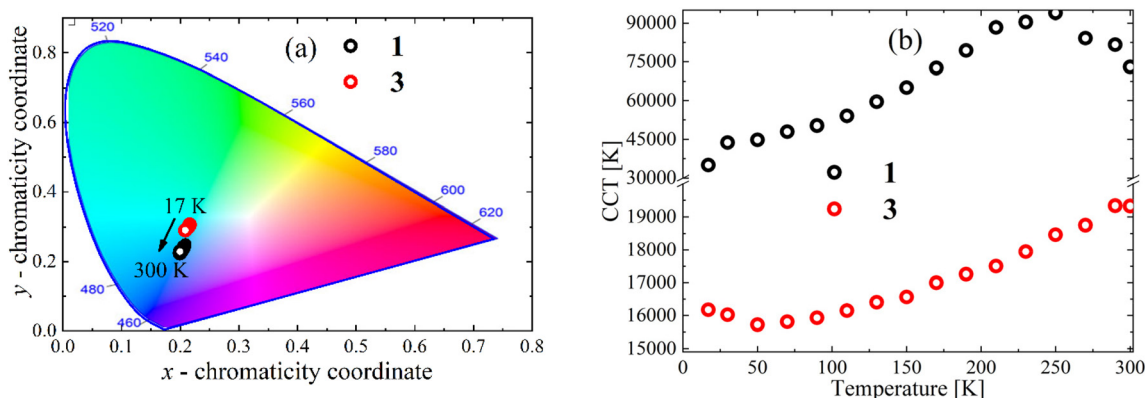 (a)
1
3
520
540
560
580
600
620
480
460
17 K
300 K
0.8
0.6
0.4
0.2
0.0
0.0 0.1 0.2 0.3 0.4 0.5 0.6 0.7 0.8
y - chromaticity coordinate
x - chromaticity coordinate
(b)
1
3
90000
75000
60000
45000
30000
19000
18000
17000
16000
15000
0 50 100 150 200 250 300
CCT [K]
Temperature [K]